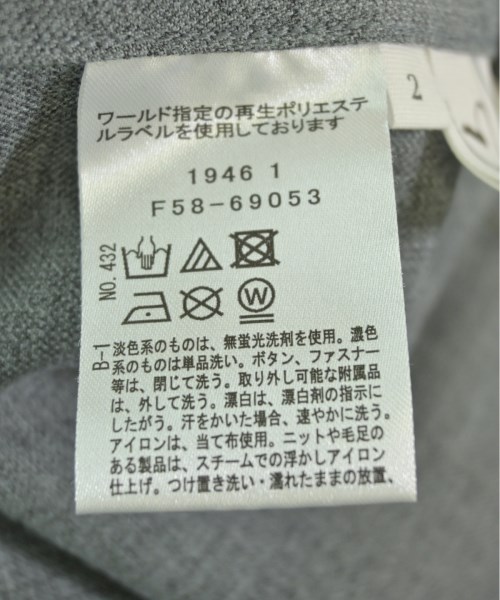 2
ワールド指定の再生ポリエステ
ルラベルを使用しております
1946 1
F58-69053
NO.432
W
B-1
淡色系のものは、無蛍光洗剤を使用。濃色
系のものは単品洗い。ボタン、ファスナー
等は、閉じて洗う。取り外し可能な附属品
は、外して洗う。漂白は、漂白剤の指示に
したがう。汗をかいた場合、速やかに洗う。
アイロンは、当て布使用。ニットや毛足の
ある製品は、スチームでの浮かしアイロン
仕上げ。つけ置き洗い・濡れたままの放置、